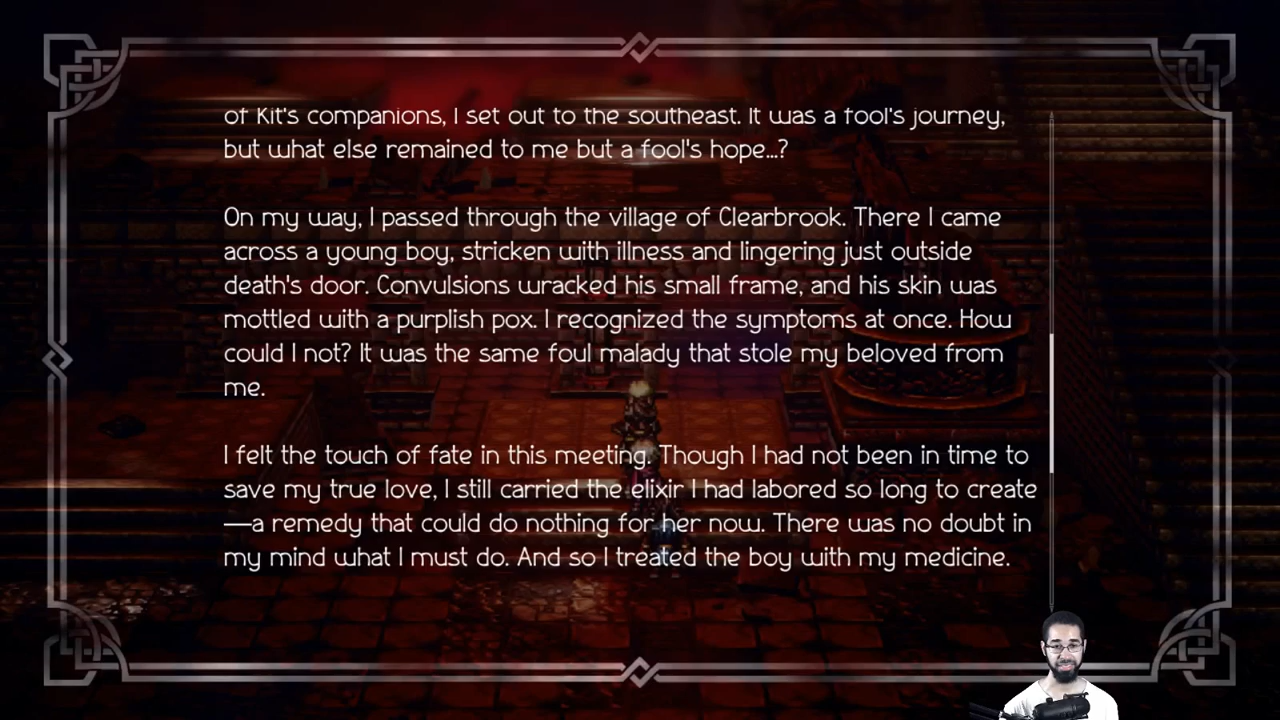 of Kit's companions, I set out to the southeast. It was a fool's journey,
but what else remained to me but a fool's hope...?
On my way, I passed through the village of Clearbrook. There I came
across a young boy, stricken with illness and lingering just outside
death's door. Convulsions wracked his small frame, and his skin was
mottled with a purplish pox. I recognized the symptoms at once. How
could I not? It was the same foul malady that stole my beloved from
me.
I felt the touch of fate in this meeting. Though I had not been in time to
save my true love, I still carried the elixir I had labored so long to create
—a remedy that could do nothing for her now. There was no doubt in
my mind what I must do. And so I treated the boy with my medicine.